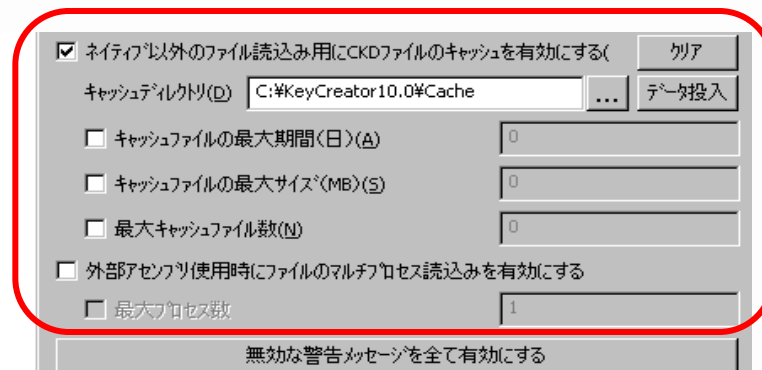 ネイティブ以外のファイル読込み用にCKDファイルのキャッシュを有効にする( クリア
キャッシュディレクトリ(D) C:¥KeyCreator10.0¥Cache ... データ投入
キャッシュファイルの最大期間(日)(A) 0
キャッシュファイルの最大サイズ(MB)(S) 0
最大キャッシュファイル数(N) 0
外部アセンブリ使用時にファイルのマルチプロセス読込みを有効にする
最大プロセス数 1
無効な警告メッセージを全て有効にする